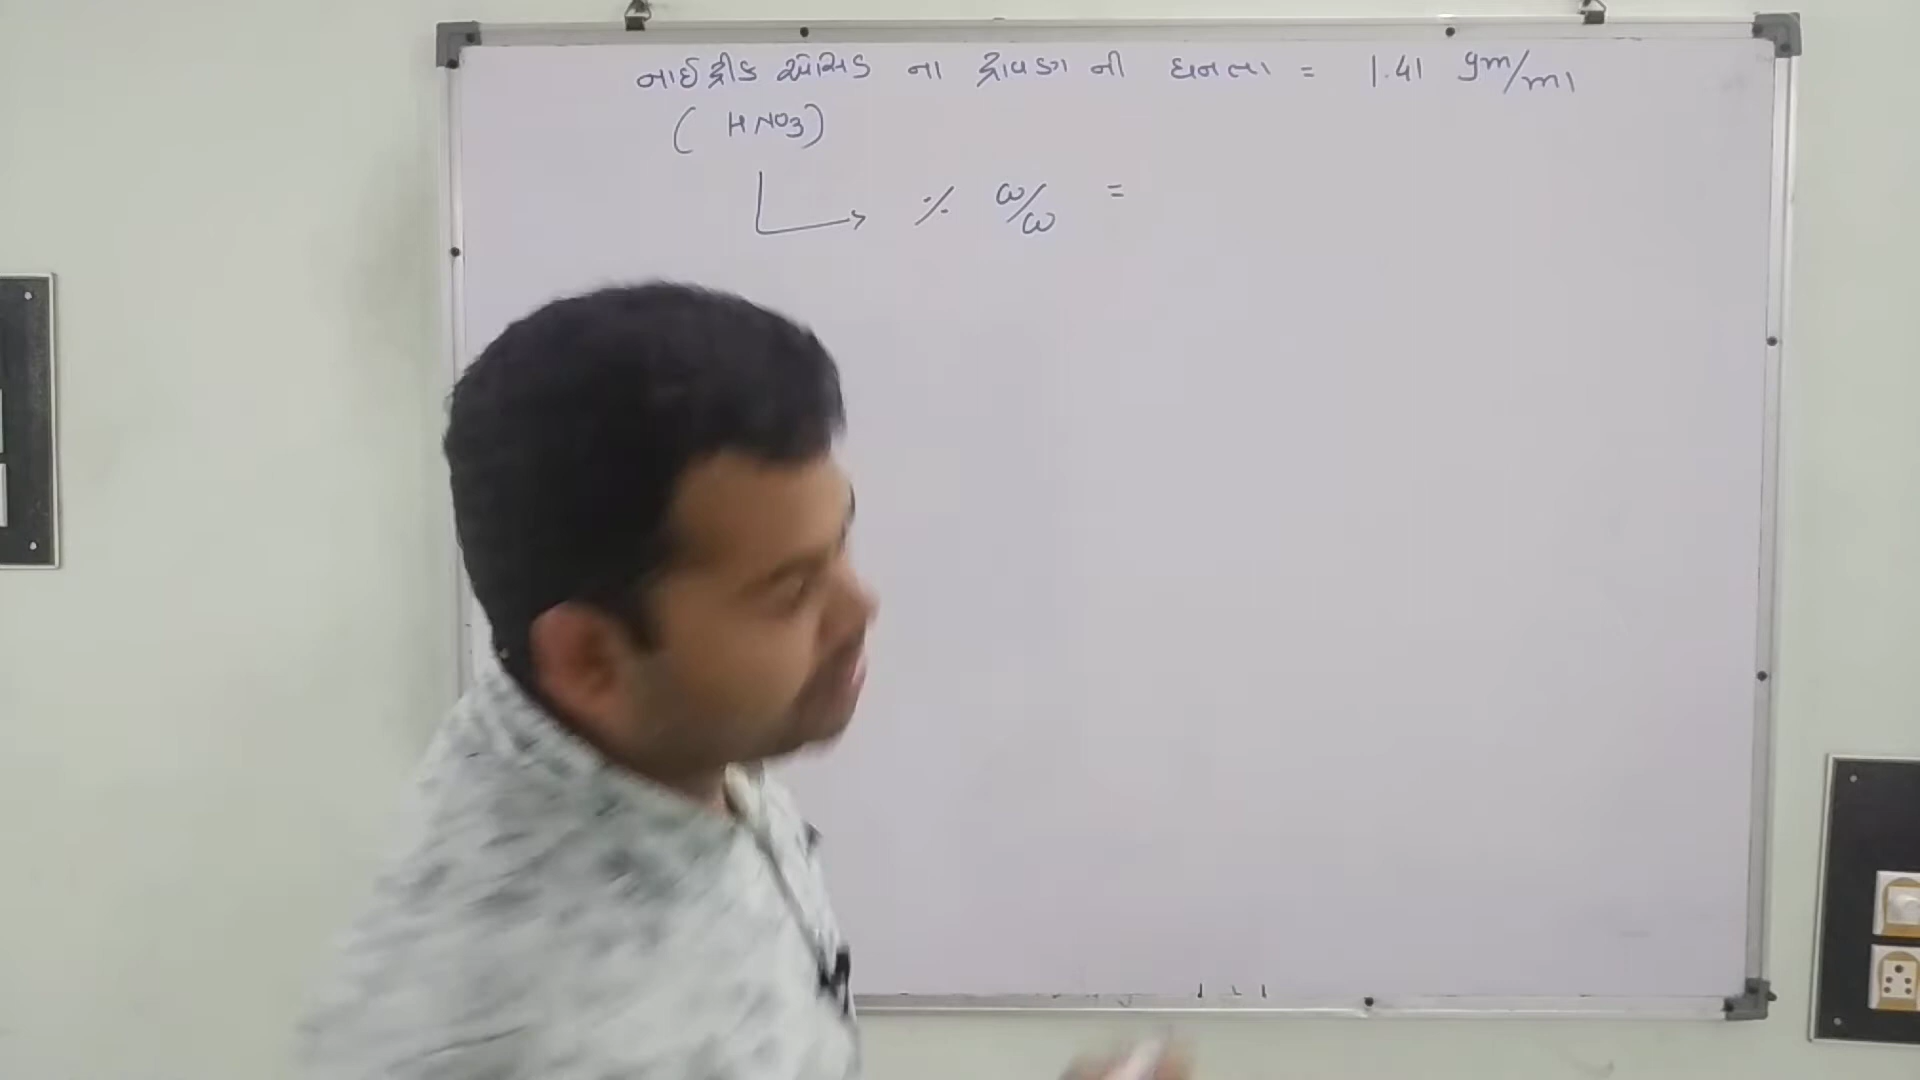 નાઈટ્રીક એસિડ ના દ્રાવણ ની ઘનતા = 1.41 gm/ml
( HNO3)
% w/w =